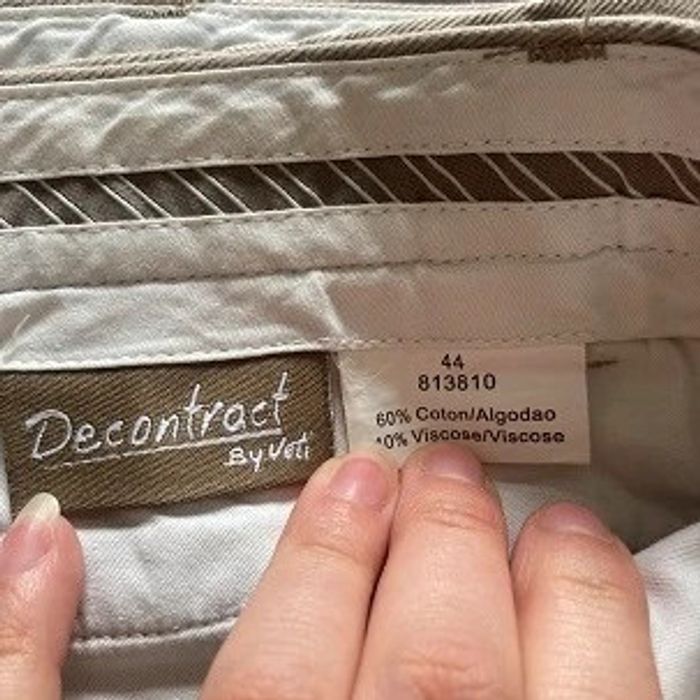 Decontract
By Veti
44
813810
60% Coton/Algodao
Viscose/Viscose